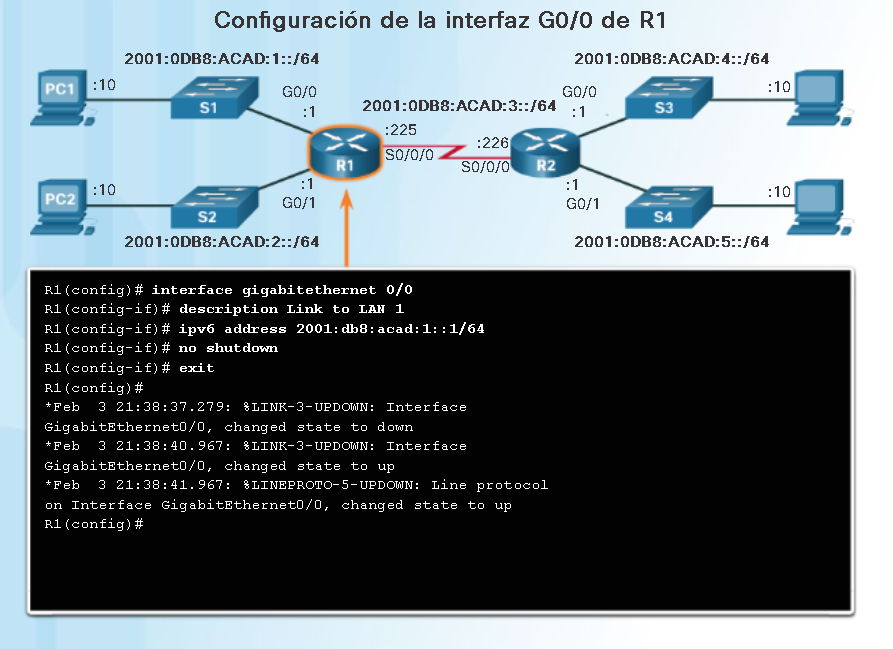 Configuración de la interfaz G0/0 de R1
2001:0DB8:ACAD:1::/64
2001:0DB8:ACAD:4::/64
PC1
:10
S1
G0/0
:1
2001:0DB8:ACAD:3::/64
G0/0
:1
S3
:10
:225
S0/0/0
R1
:226
S0/0/0
R2
PC2
:10
S2
:1
G0/1
:1
G0/1
S4
:10
2001:0DB8:ACAD:2::/64
2001:0DB8:ACAD:5::/64
R1(config)# interface gigabitethernet 0/0
R1(config-if)# description Link to LAN 1
R1(config-if)# ipv6 address 2001:db8:acad:1::1/64
R1(config-if)# no shutdown
R1(config-if)# exit
R1(config)#
*Feb  3 21:38:37.279: %LINK-3-UPDOWN: Interface
GigabitEthernet0/0, changed state to down
*Feb  3 21:38:40.967: %LINK-3-UPDOWN: Interface
GigabitEthernet0/0, changed state to up
*Feb  3 21:38:41.967: %LINEPROTO-5-UPDOWN: Line protocol
on Interface GigabitEthernet0/0, changed state to up
R1(config)#